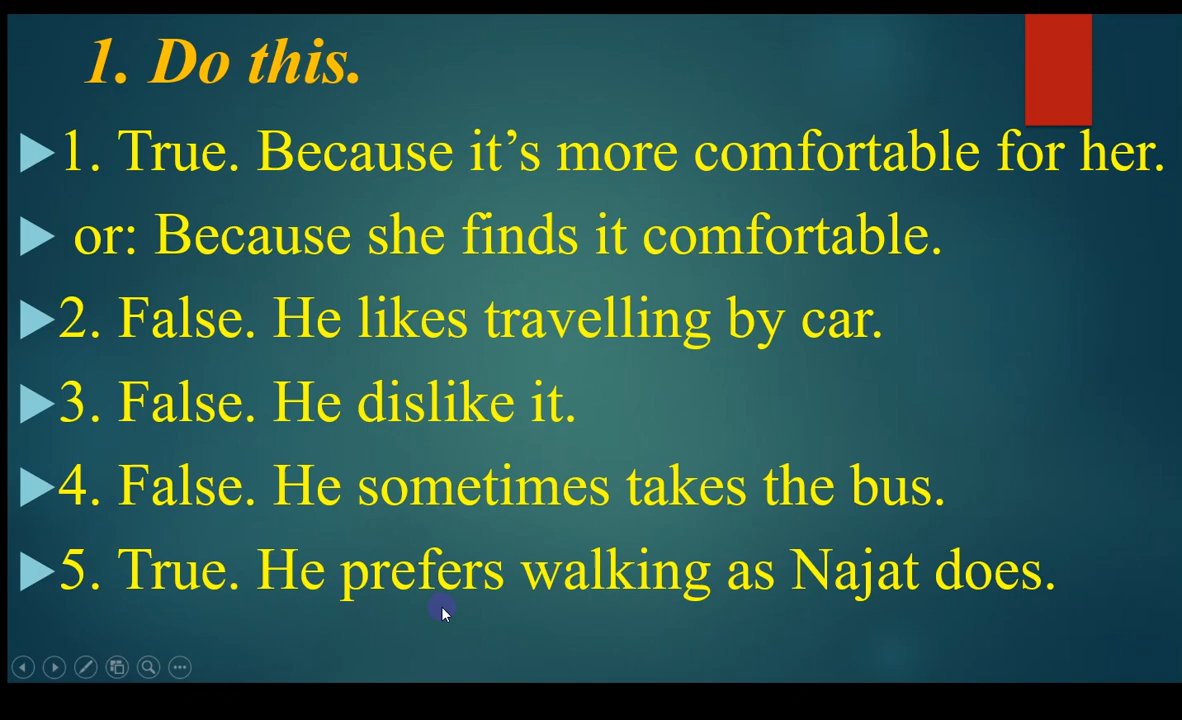 1. Do this.
1. True. Because it’s more comfortable for her.
or: Because she finds it comfortable.
2. False. He likes travelling by car.
3. False. He dislike it.
4. False. He sometimes takes the bus.
5. True. He prefers walking as Najat does.